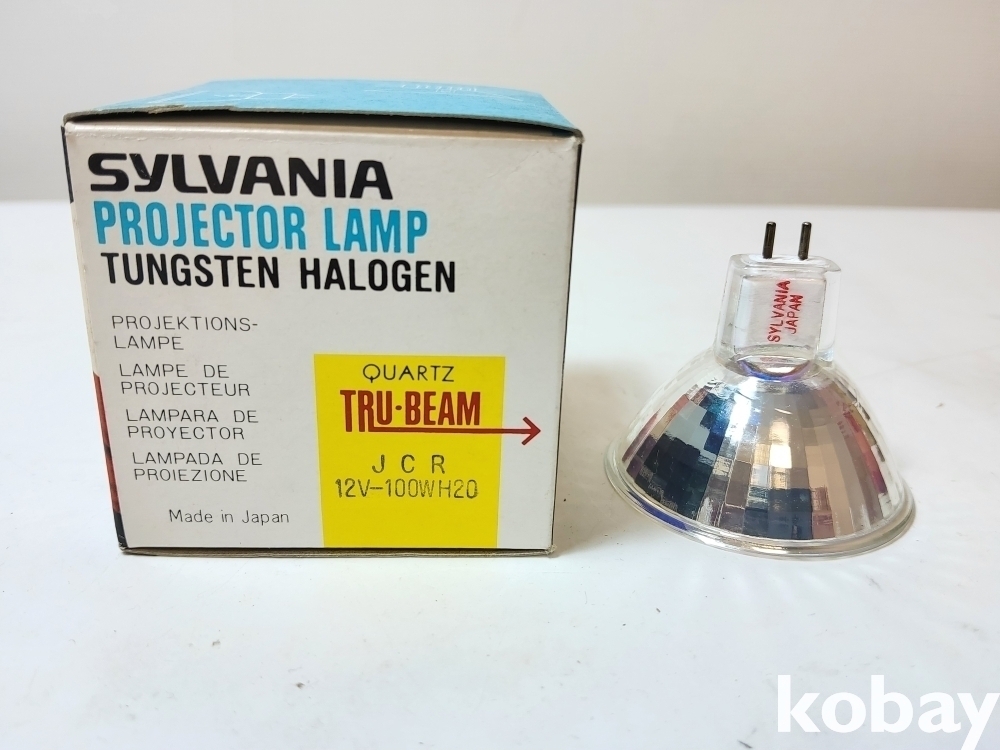 SYLVANIA
PROJECTOR LAMP
TUNGSTEN HALOGEN
PROJEKTIONS-
LAMPE
LAMPE DE
PROJECTEUR
LAMPARA DE
PROYECTOR
LAMPADA DE
PROIEZIONE
Made in Japan
QUARTZ
TRU·BEAM
J C R
12V-100WH20
SYLVANIA
JAPAN
kobay